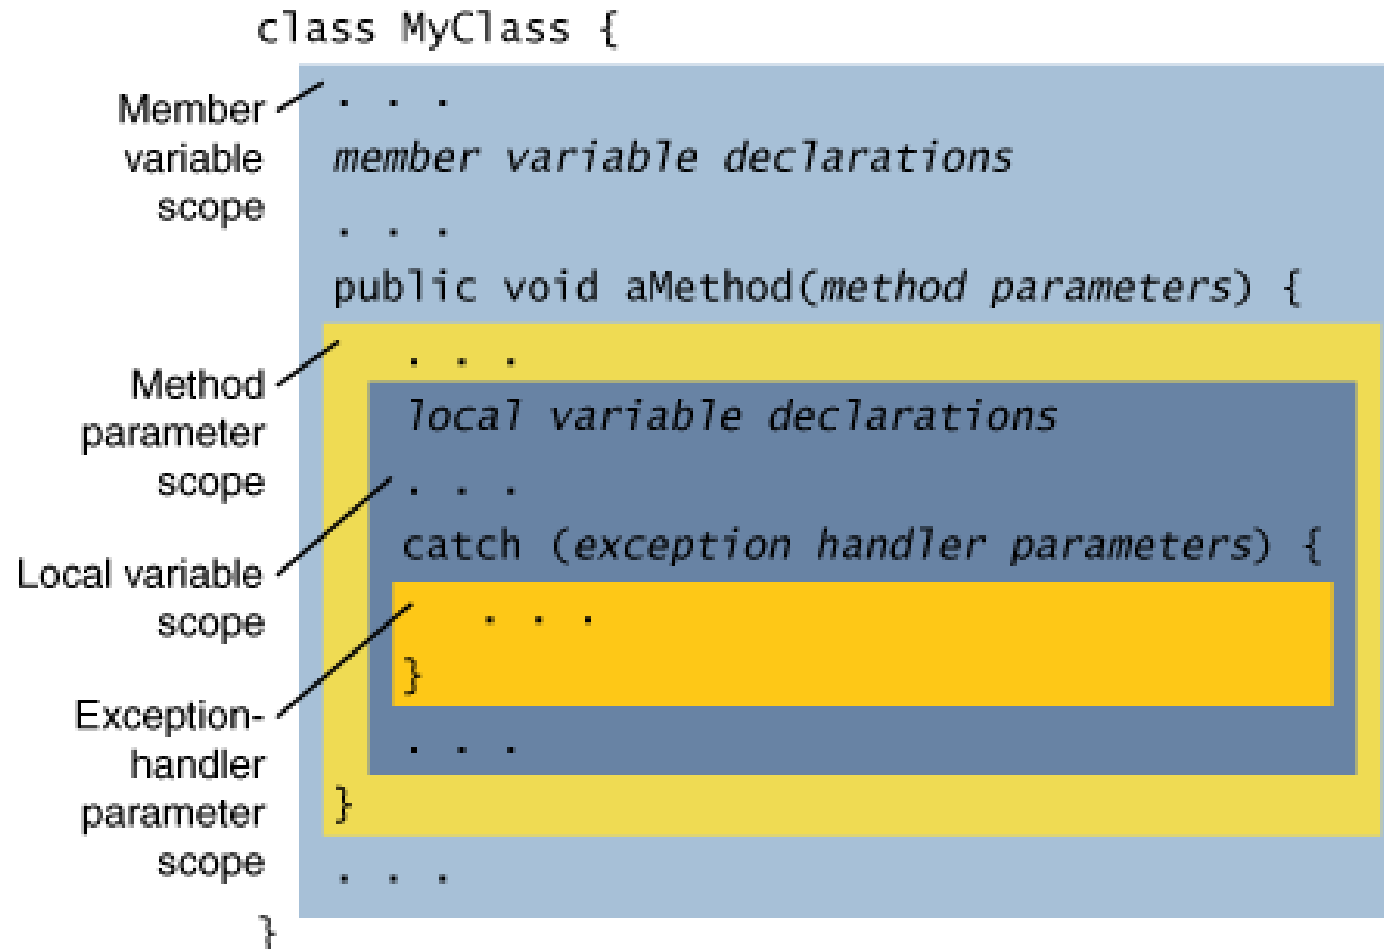 class MyClass {
Member
variable
scope
. . .
member variable declarations
. . .
public void aMethod(method parameters) {
Method
parameter
scope
. . .
local variable declarations
. . .
Local variable
scope
catch (exception handler parameters) {
. . .
}
Exception-
handler
parameter
scope
. . .
}
. . .
}